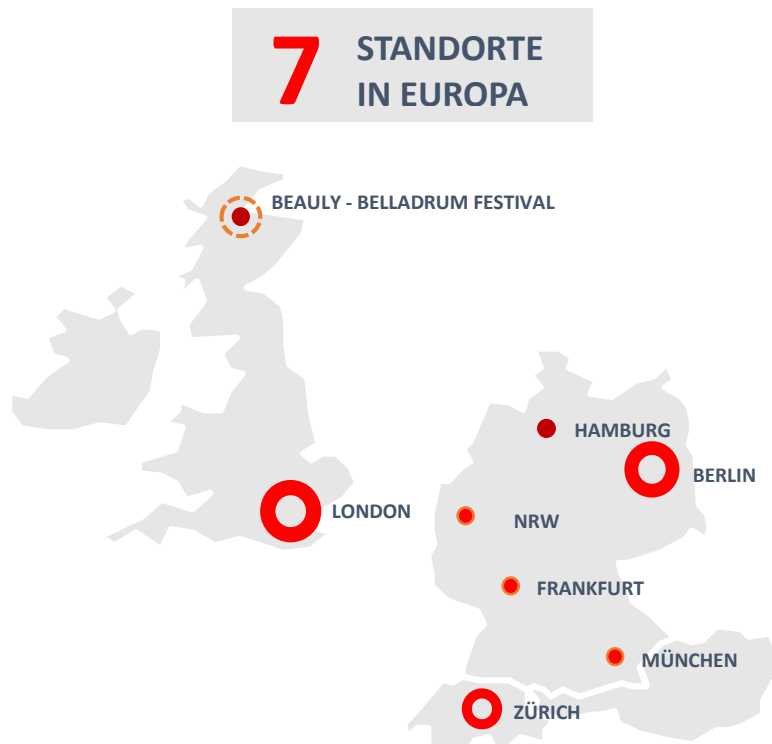 7 STANDORTE
IN EUROPA
BEAULY - BELLADRUM FESTIVAL
HAMBURG
BERLIN
LONDON
NRW
FRANKFURT
MÜNCHEN
ZÜRICH